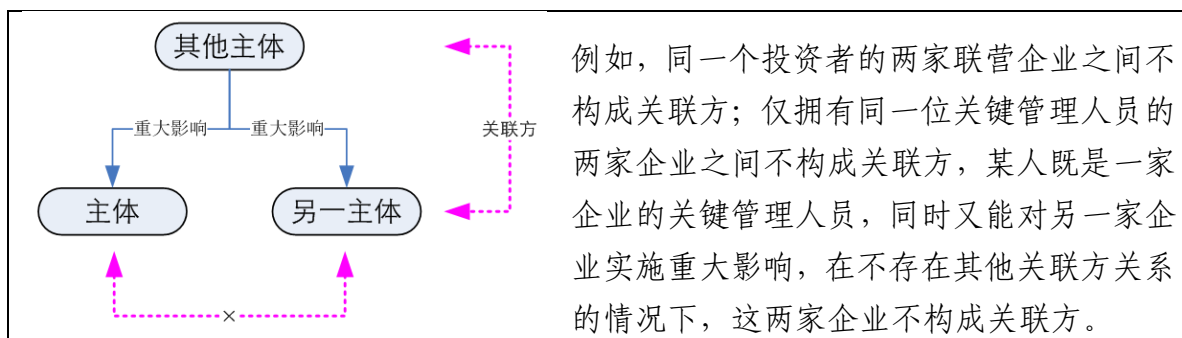 其他主体
重大影响
重大影响
关联方
主体
另一主体
×
例如，同一个投资者的两家联营企业之间不
构成关联方；仅拥有同一位关键管理人员的
两家企业之间不构成关联方，某人既是一家
企业的关键管理人员，同时又能对另一家企
业实施重大影响，在不存在其他关联方关系
的情况下，这两家企业不构成关联方。